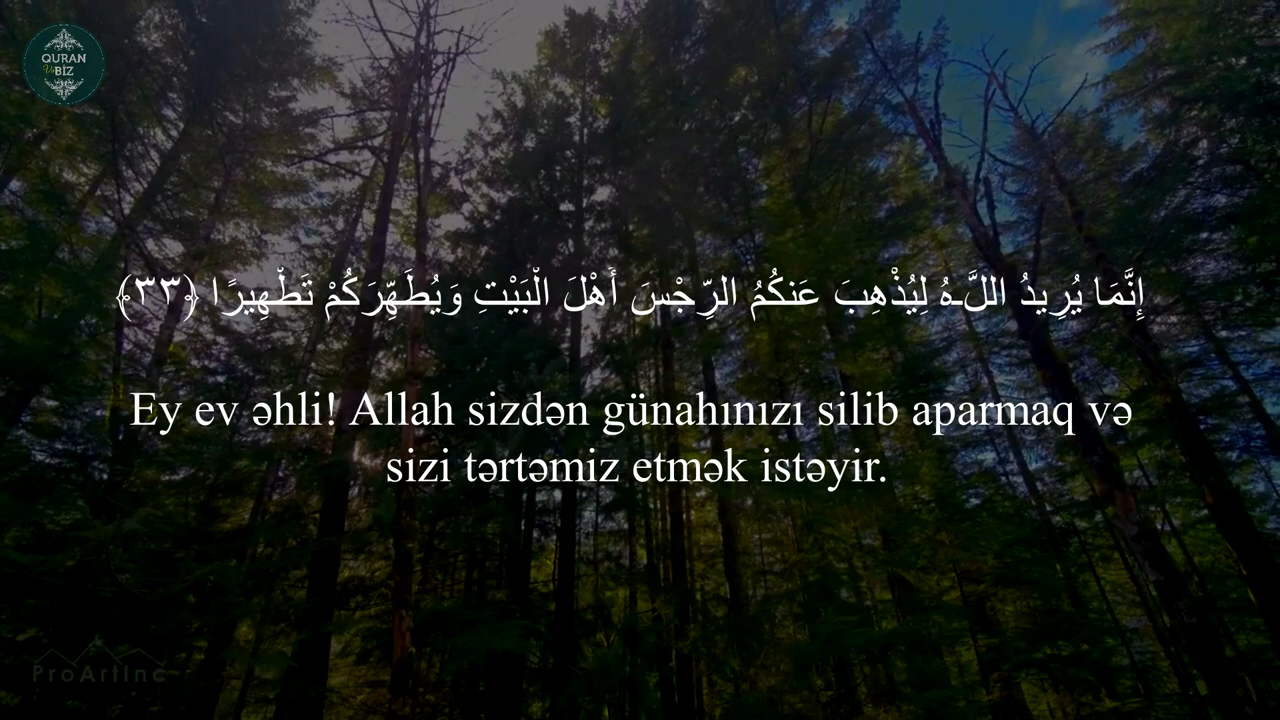 QURAN
Və
BİZ
إِنَّمَا يُرِيدُ اللَّـهُ لِيُذْهِبَ عَنكُمُ الرِّجْسَ أَهْلَ الْبَيْتِ وَيُطَهِّرَكُمْ تَطْهِيرًا ﴿٣٣﴾
Ey ev əhli! Allah sizdən günahınızı silib aparmaq və
sizi tərtəmiz etmək istəyir.
ProArtInc